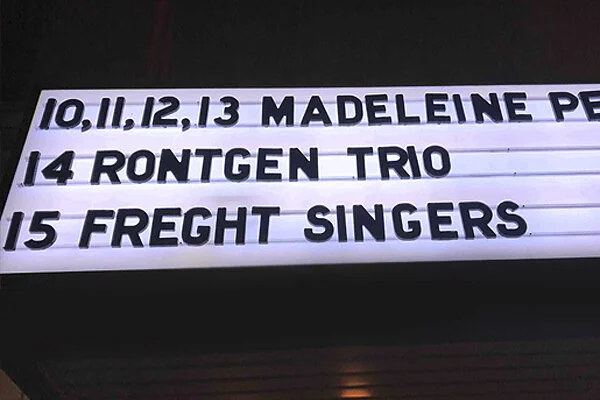 10,11,12,13 MADELEINE PE
14 RONTGEN TRIO
15 FREGHT SINGERS